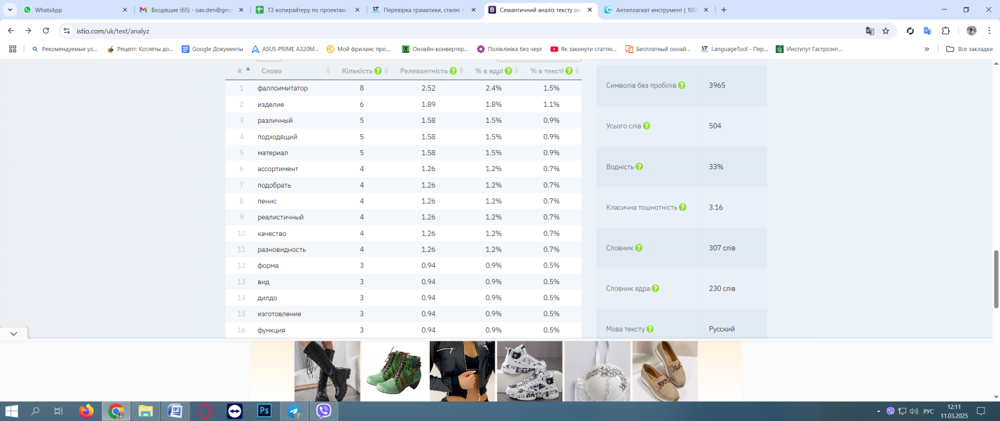 WhatsApp
Входящие (65) - oav.den@gma
ТЗ копирайтеру по проектам
Перевірка граматики, стилю т
Семантичний аналіз тексту он
Антиплагиат инструмент | 100
istio.com/uk/text/analyz
Рекомендуемые уз...
Рецепт: Котлеты до...
Google Документы
ASUS PRIME A320M...
Мой фриланс про...
Онлайн-конвертер...
Поліклініка без черг
Як закинути статтю...
Бесплатный онлай...
LanguageTool - Пер...
Институт Гастроэнт...
Все закладки
# Слово Кількість Релевантність % в ядрі % в тексті
1 фаллоимитатор 8 2.52 2.4% 1.5%
2 изделие 6 1.89 1.8% 1.1%
3 различный 5 1.58 1.5% 0.9%
4 подходящий 5 1.58 1.5% 0.9%
5 материал 5 1.58 1.5% 0.9%
6 ассортимент 4 1.26 1.2% 0.7%
7 подобрать 4 1.26 1.2% 0.7%
8 пенис 4 1.26 1.2% 0.7%
9 реалистичный 4 1.26 1.2% 0.7%
10 качество 4 1.26 1.2% 0.7%
11 разновидность 4 1.26 1.2% 0.7%
12 форма 3 0.94 0.9% 0.5%
13 вид 3 0.94 0.9% 0.5%
14 дилдо 3 0.94 0.9% 0.5%
15 изготовление 3 0.94 0.9% 0.5%
16 функция 3 0.94 0.9% 0.5%
Символів без пробілів 3965
Усього слів 504
Водність 33%
Класична тошнотність 3.16
Словник 307 слів
Словник ядра 230 слів
Мова тексту Русский
РУС
12:11
11.03.2025